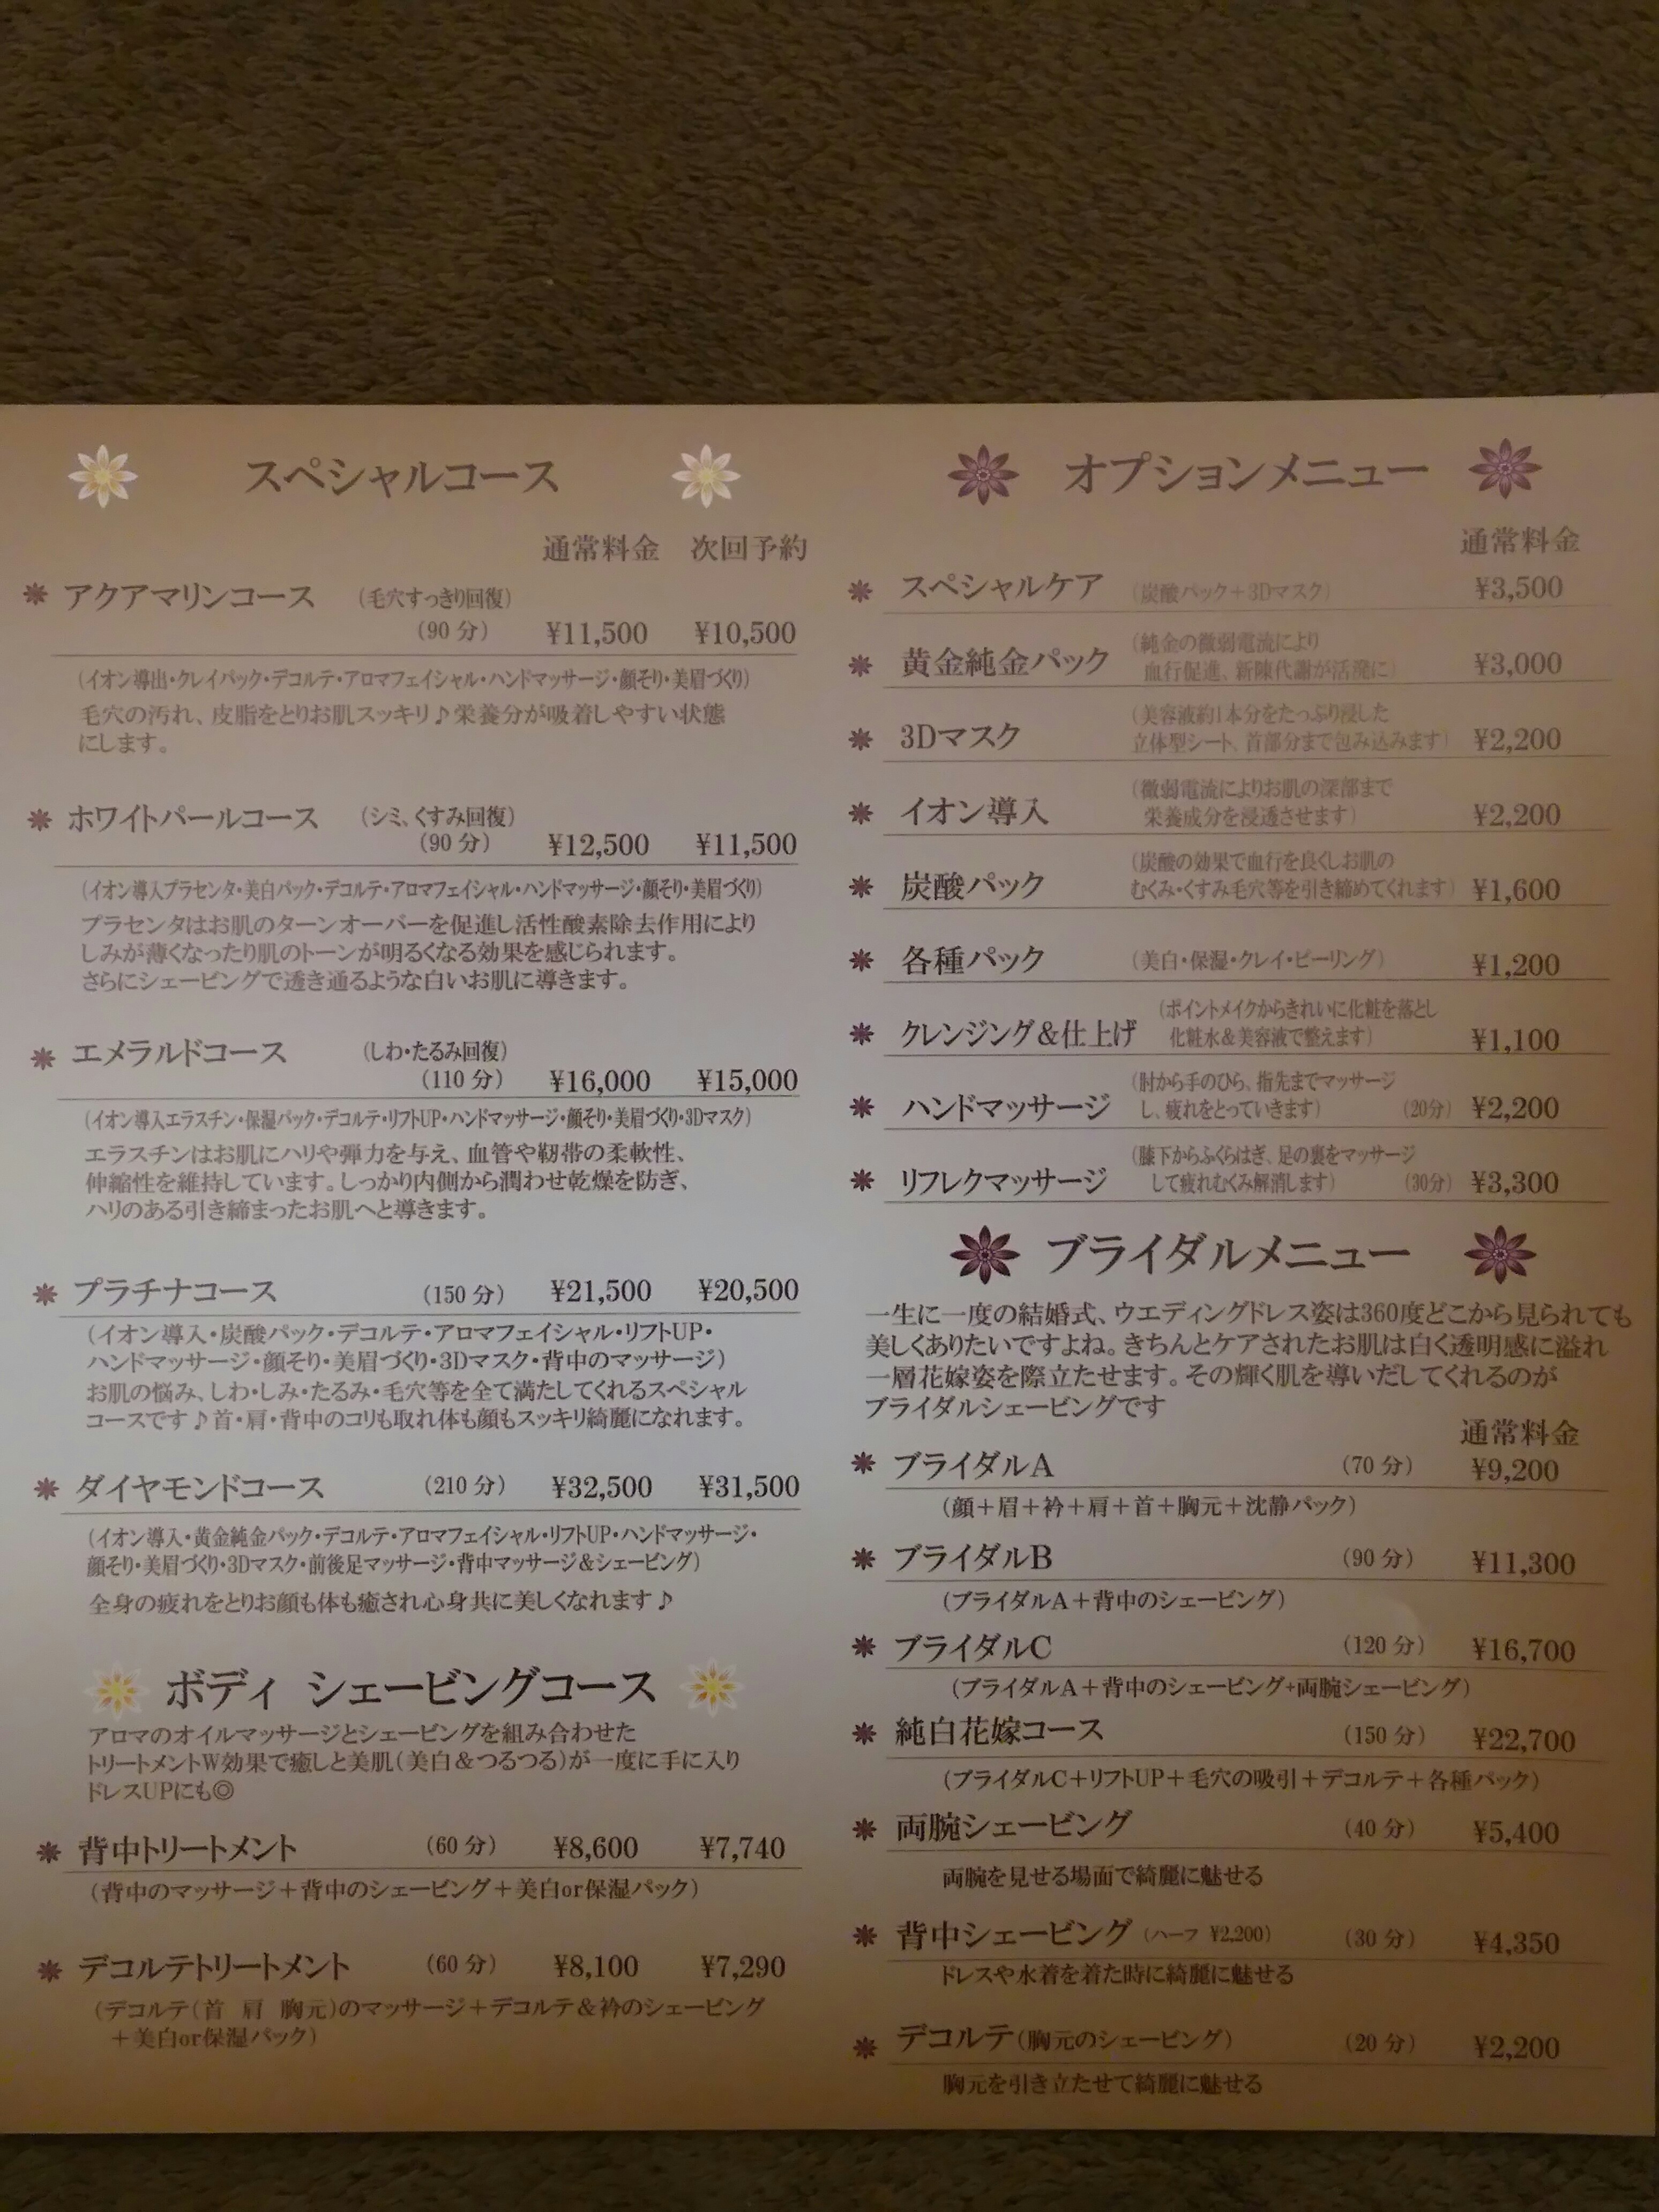 スペシャルコース
通常料金 次回予約
アクアマリンコース (毛穴すっきり回復)
(90分) ¥11,500 ¥10,500
(イオン導出・クレイパック・デコルテ・アロマフェイシャル・ハンドマッサージ・顔そり・美眉づくり)
毛穴の汚れ、皮脂をとりお肌スッキリ♪栄養分が吸着しやすい状態
にします。
ホワイトパールコース (シミ、くすみ回復)
(90分) ¥12,500 ¥11,500
(イオン導入プラセンタ・美白パック・デコルテ・アロマフェイシャル・ハンドマッサージ・顔そり・美眉づくり)
プラセンタはお肌のターンオーバーを促進し活性酸素除去作用により
しみが薄くなったり肌のトーンが明るくなる効果を感じられます。
さらにシェービングで透き通るような白いお肌に導きます。
エメラルドコース (しわ・たるみ回復)
(110分) ¥16,000 ¥15,000
(イオン導入エラスチン・保湿パック・デコルテ・リフトUP・ハンドマッサージ・顔そり・美眉づくり・3Dマスク)
エラスチンはお肌にハリや弾力を与え、血管や靭帯の柔軟性、
伸縮性を維持しています。しっかり内側から潤わせ乾燥を防ぎ、
ハリのある引き締まったお肌へと導きます。
プラチナコース (150分) ¥21,500 ¥20,500
(イオン導入・炭酸パック・デコルテ・アロマフェイシャル・リフトUP・
ハンドマッサージ・顔そり・美眉づくり・3Dマスク・背中のマッサージ)
お肌の悩み、しわ・しみ・たるみ・毛穴等を全て満たしてくれるスペシャル
コースです♪首・肩・背中のコリも取れ体も顔もスッキリ綺麗になれます。
ダイヤモンドコース (210分) ¥32,500 ¥31,500
(イオン導入・黄金純金パック・デコルテ・アロマフェイシャル・リフトUP・ハンドマッサージ・
顔そり・美眉づくり・3Dマスク・前後足マッサージ・背中マッサージ&シェービング)
全身の疲れをとりお顔も体も癒され心身共に美しくなれます♪
ボディ シェービングコース
アロマのオイルマッサージとシェービングを組み合わせた
トリートメントW効果で癒しと美肌(美白&つるつる)が一度に手に入り
ドレスUPにも◎
背中トリートメント (60分) ¥8,600 ¥7,740
(背中のマッサージ+背中のシェービング+美白or保湿パック)
デコルテトリートメント (60分) ¥8,100 ¥7,290
(デコルテ(首 肩 胸元)のマッサージ+デコルテ&衿のシェービング
+美白or保湿パック)
オプションメニュー
通常料金
スペシャルケア (炭酸パック+3Dマスク) ¥3,500
黄金純金パック (純金の微弱電流により
血行促進、新陳代謝が活発に) ¥3,000
3Dマスク (美容液約1本分をたっぷり浸した
立体型シート、首部分まで包み込みます) ¥2,200
イオン導入 (微弱電流によりお肌の深部まで
栄養成分を浸透させます) ¥2,200
炭酸パック (炭酸の効果で血行を良くしお肌の
むくみ・くすみ毛穴等を引き締めてくれます) ¥1,600
各種パック (美白・保湿・クレイ・ピーリング) ¥1,200
クレンジング&仕上げ (ポイントメイクからきれいに化粧を落とし
化粧水&美容液で整えます) ¥1,100
ハンドマッサージ (肘から手のひら、指先までマッサージ
し、疲れをとっていきます) (20分) ¥2,200
リフレクマッサージ (膝下からふくらはぎ、足の裏をマッサージ
して疲れむくみ解消します) (30分) ¥3,300
ブライダルメニュー
一生に一度の結婚式、ウエディングドレス姿は360度どこから見られても
美しくありたいですよね。きちんとケアされたお肌は白く透明感に溢れ
一層花嫁姿を際立たせます。その輝く肌を導いだしてくれるのが
ブライダルシェービングです
通常料金
ブライダルA (70分) ¥9,200
(顔+眉+衿+肩+首+胸元+沈静パック)
ブライダルB (90分) ¥11,300
(ブライダルA+背中のシェービング)
ブライダルC (120分) ¥16,700
(ブライダルA+背中のシェービング+両腕シェービング)
純白花嫁コース (150分) ¥22,700
(ブライダルC+リフトUP+毛穴の吸引+デコルテ+各種パック)
両腕シェービング (40分) ¥5,400
両腕を見せる場面で綺麗に魅せる
背中シェービング (ハーフ ¥2,200) (30分) ¥4,350
ドレスや水着を着た時に綺麗に魅せる
デコルテ(胸元のシェービング) (20分) ¥2,200
胸元を引き立たせて綺麗に魅せる